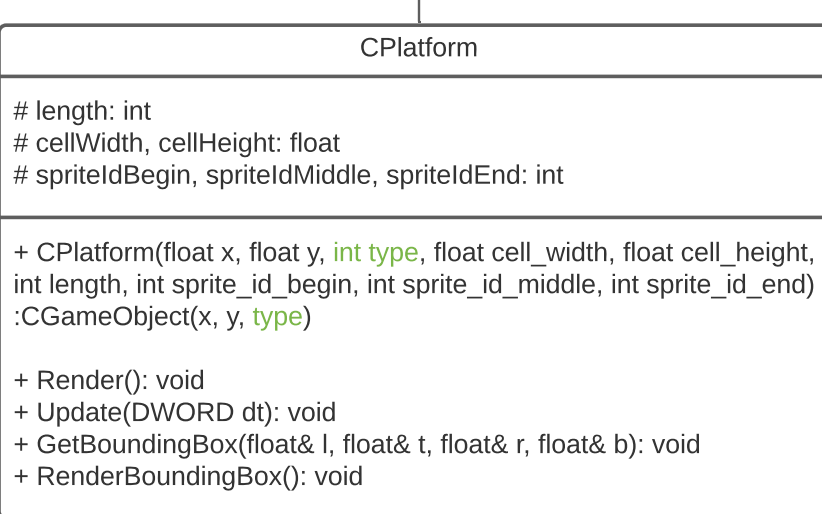 CPlatform
# length: int
# cellWidth, cellHeight: float
# spriteIdBegin, spriteIdMiddle, spriteIdEnd: int
+ CPlatform(float x, float y, int type, float cell_width, float cell_height,
int length, int sprite_id_begin, int sprite_id_middle, int sprite_id_end)
:CGameObject(x, y, type)
+ Render(): void
+ Update(DWORD dt): void
+ GetBoundingBox(float& l, float& t, float& r, float& b): void
+ RenderBoundingBox(): void